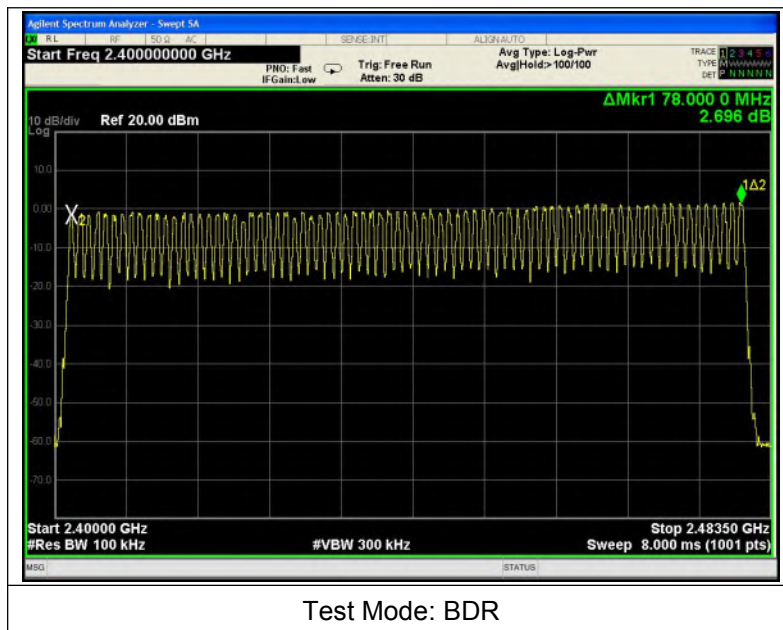 Agilent Spectrum Analyzer - Swept SA
RL RF 50 Ω AC SENSE:INT ALIGN AUTO
Start Freq 2.400000000 GHz
PNO: Fast
IFGain:Low
Trig: Free Run
Atten: 30 dB
Avg Type: Log-Pwr
Avg|Hold:>100/100
TRACE 1 2 3 4 5 6
TYPE M
DET P N N N N N
ΔMkr1 78.000 0 MHz
2.696 dB
10 dB/div Ref 20.00 dBm
Log
10.0
1Δ2
0.00
X2
-10.0
-20.0
-30.0
-40.0
-50.0
-60.0
-70.0
Start 2.40000 GHz Stop 2.48350 GHz
#Res BW 100 kHz #VBW 300 kHz Sweep 8.000 ms (1001 pts)
MSG STATUS
Test Mode: BDR